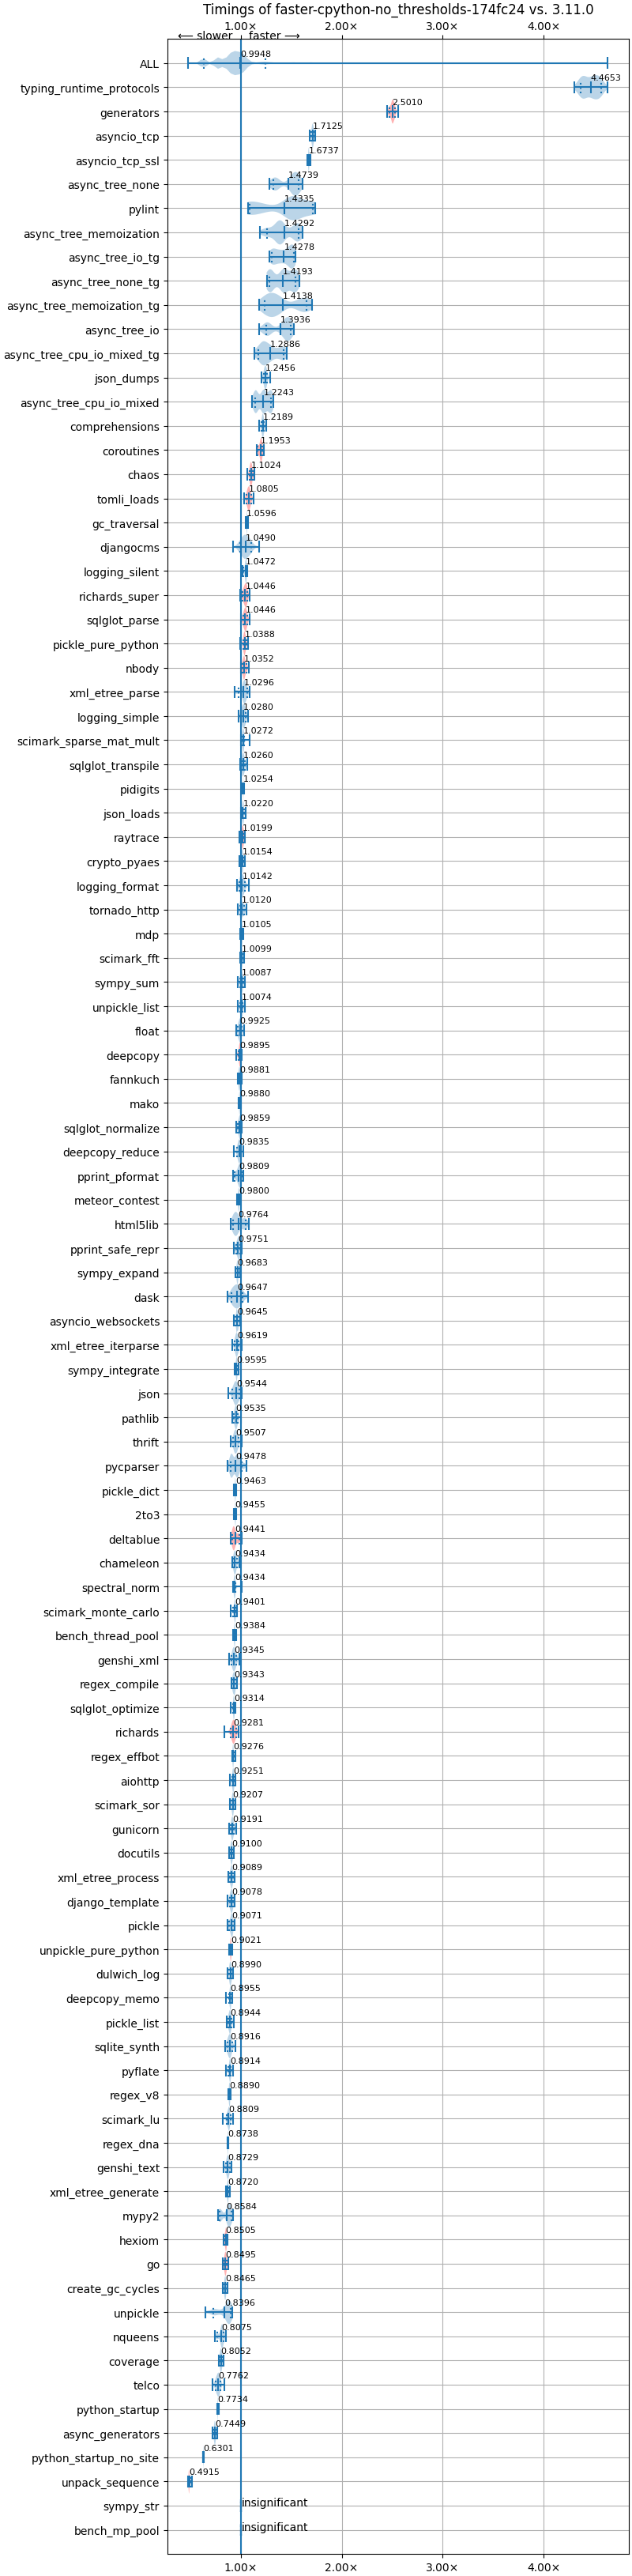 Timings of faster-cpython-no_thresholds-174fc24 vs. 3.11.0
1.00× 2.00× 3.00× 4.00×
⟵ slower faster ⟶
ALL 0.9948
typing_runtime_protocols 4.4653
generators 2.5010
asyncio_tcp 1.7125
asyncio_tcp_ssl 1.6737
async_tree_none 1.4739
pylint 1.4335
async_tree_memoization 1.4292
async_tree_io_tg 1.4278
async_tree_none_tg 1.4193
async_tree_memoization_tg 1.4138
async_tree_io 1.3936
async_tree_cpu_io_mixed_tg 1.2886
json_dumps 1.2456
async_tree_cpu_io_mixed 1.2243
comprehensions 1.2189
coroutines 1.1953
chaos 1.1024
tomli_loads 1.0805
gc_traversal 1.0596
djangocms 1.0490
logging_silent 1.0472
richards_super 1.0446
sqlglot_parse 1.0446
pickle_pure_python 1.0388
nbody 1.0352
xml_etree_parse 1.0296
logging_simple 1.0280
scimark_sparse_mat_mult 1.0272
sqlglot_transpile 1.0260
pidigits 1.0254
json_loads 1.0220
raytrace 1.0199
crypto_pyaes 1.0154
logging_format 1.0142
tornado_http 1.0120
mdp 1.0105
scimark_fft 1.0099
sympy_sum 1.0087
unpickle_list 1.0074
float 0.9925
deepcopy 0.9895
fannkuch 0.9881
mako 0.9880
sqlglot_normalize 0.9859
deepcopy_reduce 0.9835
pprint_pformat 0.9809
meteor_contest 0.9800
html5lib 0.9764
pprint_safe_repr 0.9751
sympy_expand 0.9683
dask 0.9647
asyncio_websockets 0.9645
xml_etree_iterparse 0.9619
sympy_integrate 0.9595
json 0.9544
pathlib 0.9535
thrift 0.9507
pycparser 0.9478
pickle_dict 0.9463
2to3 0.9455
deltablue 0.9441
chameleon 0.9434
spectral_norm 0.9434
scimark_monte_carlo 0.9401
bench_thread_pool 0.9384
genshi_xml 0.9345
regex_compile 0.9343
sqlglot_optimize 0.9314
richards 0.9281
regex_effbot 0.9276
aiohttp 0.9251
scimark_sor 0.9207
gunicorn 0.9191
docutils 0.9100
xml_etree_process 0.9089
django_template 0.9078
pickle 0.9071
unpickle_pure_python 0.9021
dulwich_log 0.8990
deepcopy_memo 0.8955
pickle_list 0.8944
sqlite_synth 0.8916
pyflate 0.8914
regex_v8 0.8890
scimark_lu 0.8809
regex_dna 0.8738
genshi_text 0.8729
xml_etree_generate 0.8720
mypy2 0.8584
hexiom 0.8505
go 0.8495
create_gc_cycles 0.8465
unpickle 0.8396
nqueens 0.8075
coverage 0.8052
telco 0.7762
python_startup 0.7734
async_generators 0.7449
python_startup_no_site 0.6301
unpack_sequence 0.4915
sympy_str insignificant
bench_mp_pool insignificant
1.00× 2.00× 3.00× 4.00×